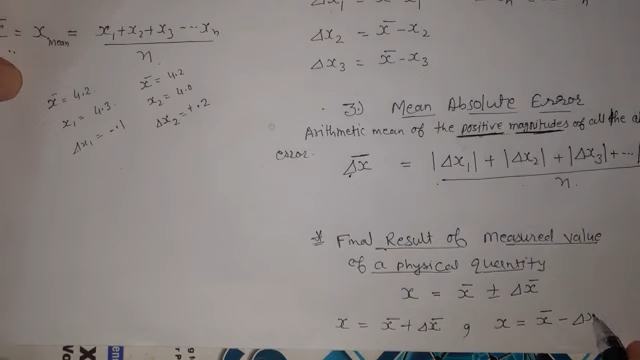 x̄ = x mean = x₁+x₂+x₃ ---xₙ / n
x̄ = 4.2
x₁ = 4.3
Δx₁ = -.1
x̄ = 4.2
x₂ = 4.0
Δx₂ = +.2
Δx₂ = x̄ - x₂
Δx₃ = x̄ - x₃
3.) Mean Absolute Error
Arithmetic mean of the positive magnitudes of all the
error.
Δx̄ = |Δx₁| + |Δx₂| + |Δx₃| + ---| / n
* Final Result of measured value
of a physical quantity
x = x̄ ± Δx̄
x = x̄ + Δx̄ , x = x̄ - Δx